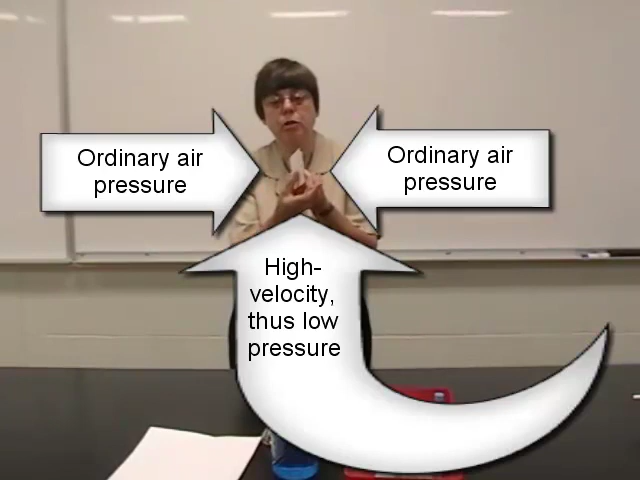 Ordinary air
pressure
Ordinary air
pressure
High-
velocity,
thus low
pressure